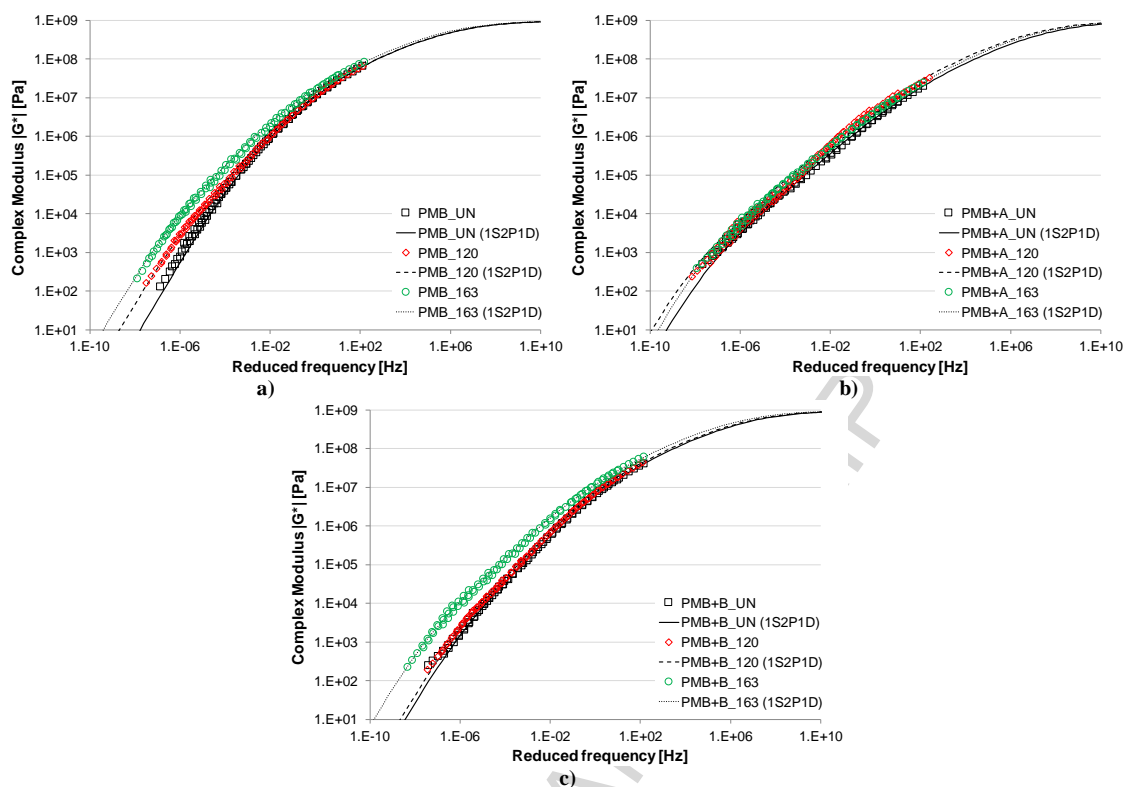 1.E+09
1.E+08
1.E+07
1.E+06
1.E+05
1.E+04
1.E+03
1.E+02
1.E+01
Complex Modulus |G*| [Pa]
PMB_UN
PMB_UN (1S2P1D)
PMB_120
PMB_120 (1S2P1D)
PMB_163
PMB_163 (1S2P1D)
1.E-10 1.E-06 1.E-02 1.E+02 1.E+06 1.E+10
Reduced frequency [Hz]
a)
1.E+09
1.E+08
1.E+07
1.E+06
1.E+05
1.E+04
1.E+03
1.E+02
1.E+01
Complex Modulus |G*| [Pa]
PMB+A_UN
PMB+A_UN (1S2P1D)
PMB+A_120
PMB+A_120 (1S2P1D)
PMB+A_163
PMB+A_163 (1S2P1D)
1.E-10 1.E-06 1.E-02 1.E+02 1.E+06 1.E+10
Reduced frequency [Hz]
b)
1.E+09
1.E+08
1.E+07
1.E+06
1.E+05
1.E+04
1.E+03
1.E+02
1.E+01
Complex Modulus |G*| [Pa]
PMB+B_UN
PMB+B_UN (1S2P1D)
PMB+B_120
PMB+B_120 (1S2P1D)
PMB+B_163
PMB+B_163 (1S2P1D)
1.E-10 1.E-06 1.E-02 1.E+02 1.E+06 1.E+10
Reduced frequency [Hz]
c)